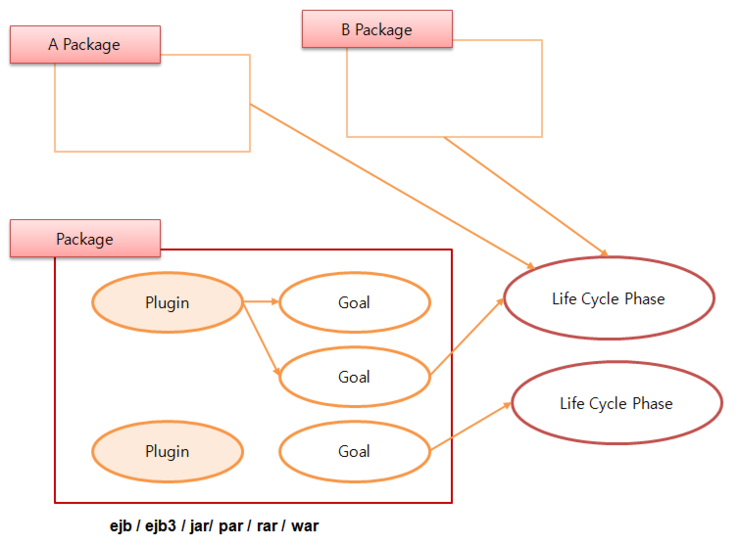 A Package
B Package
Package
Plugin
Goal
Life Cycle Phase
Goal
Life Cycle Phase
Plugin
Goal
ejb / ejb3 / jar/ par / rar / war